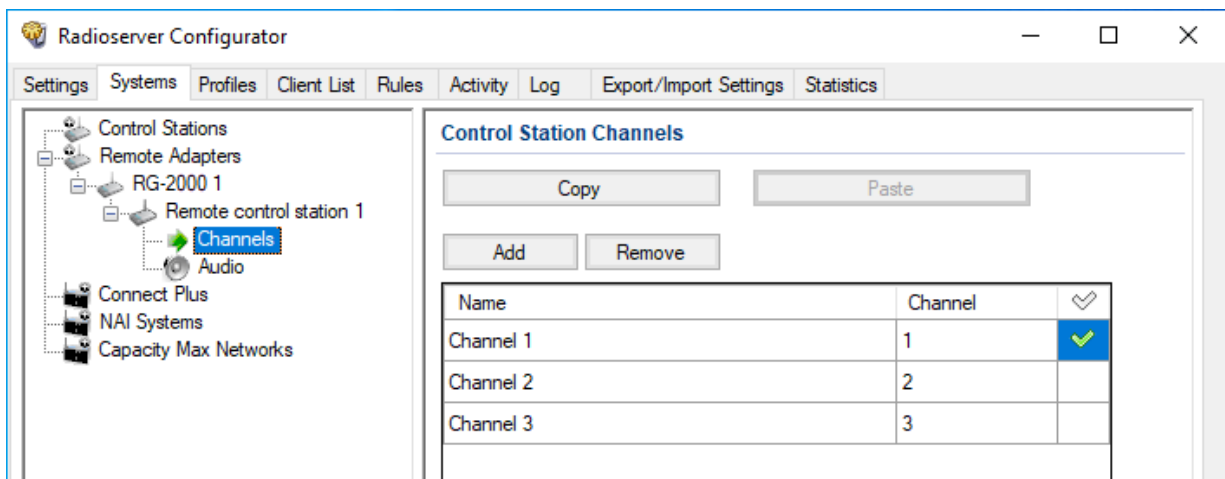 Radioserver Configurator
Settings Systems Profiles Client List Rules Activity Log Export/Import Settings Statistics
Control Stations
Remote Adapters
RG-2000 1
Remote control station 1
Channels
Audio
Connect Plus
NAI Systems
Capacity Max Networks
Control Station Channels
Copy Paste
Add Remove
Name Channel
Channel 1 1
Channel 2 2
Channel 3 3